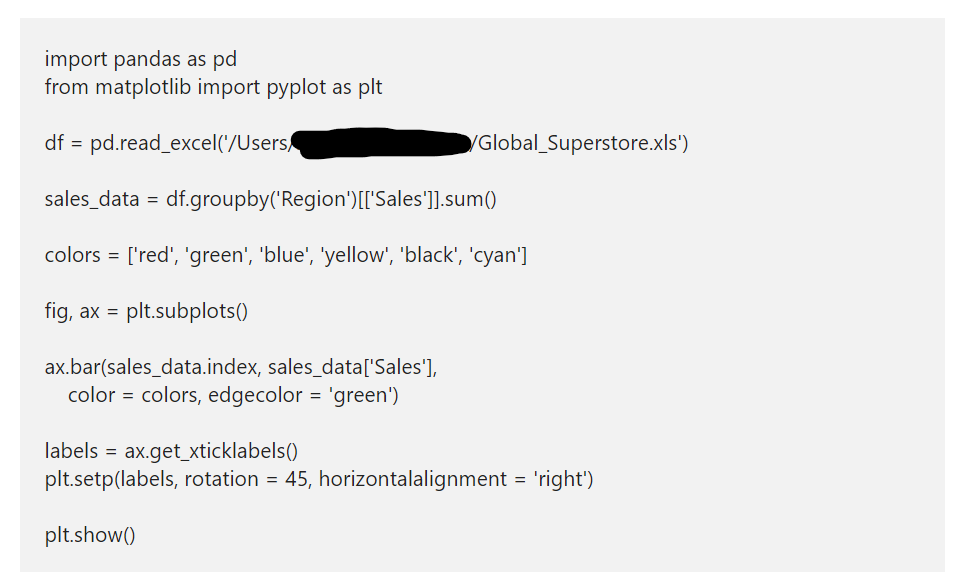 import pandas as pd
from matplotlib import pyplot as plt
df = pd.read_excel('/Users/ /Global_Superstore.xls')
sales_data = df.groupby('Region')[['Sales']].sum()
colors = ['red', 'green', 'blue', 'yellow', 'black', 'cyan']
fig, ax = plt.subplots()
ax.bar(sales_data.index, sales_data['Sales'],
color = colors, edgecolor = 'green')
labels = ax.get_xticklabels()
plt.setp(labels, rotation = 45, horizontalalignment = 'right')
plt.show()